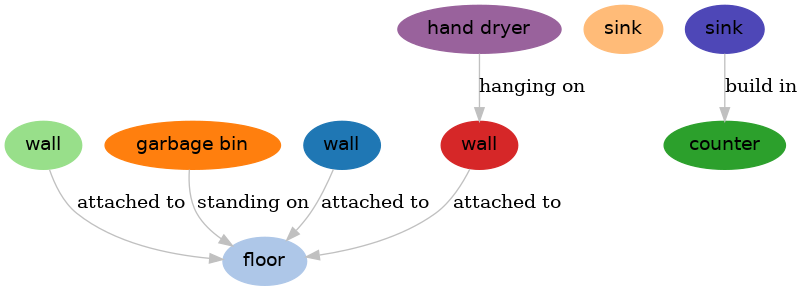 hand dryer
sink
sink
hanging on
build in
wall
garbage bin
wall
wall
counter
attached to
standing on
attached to
attached to
floor